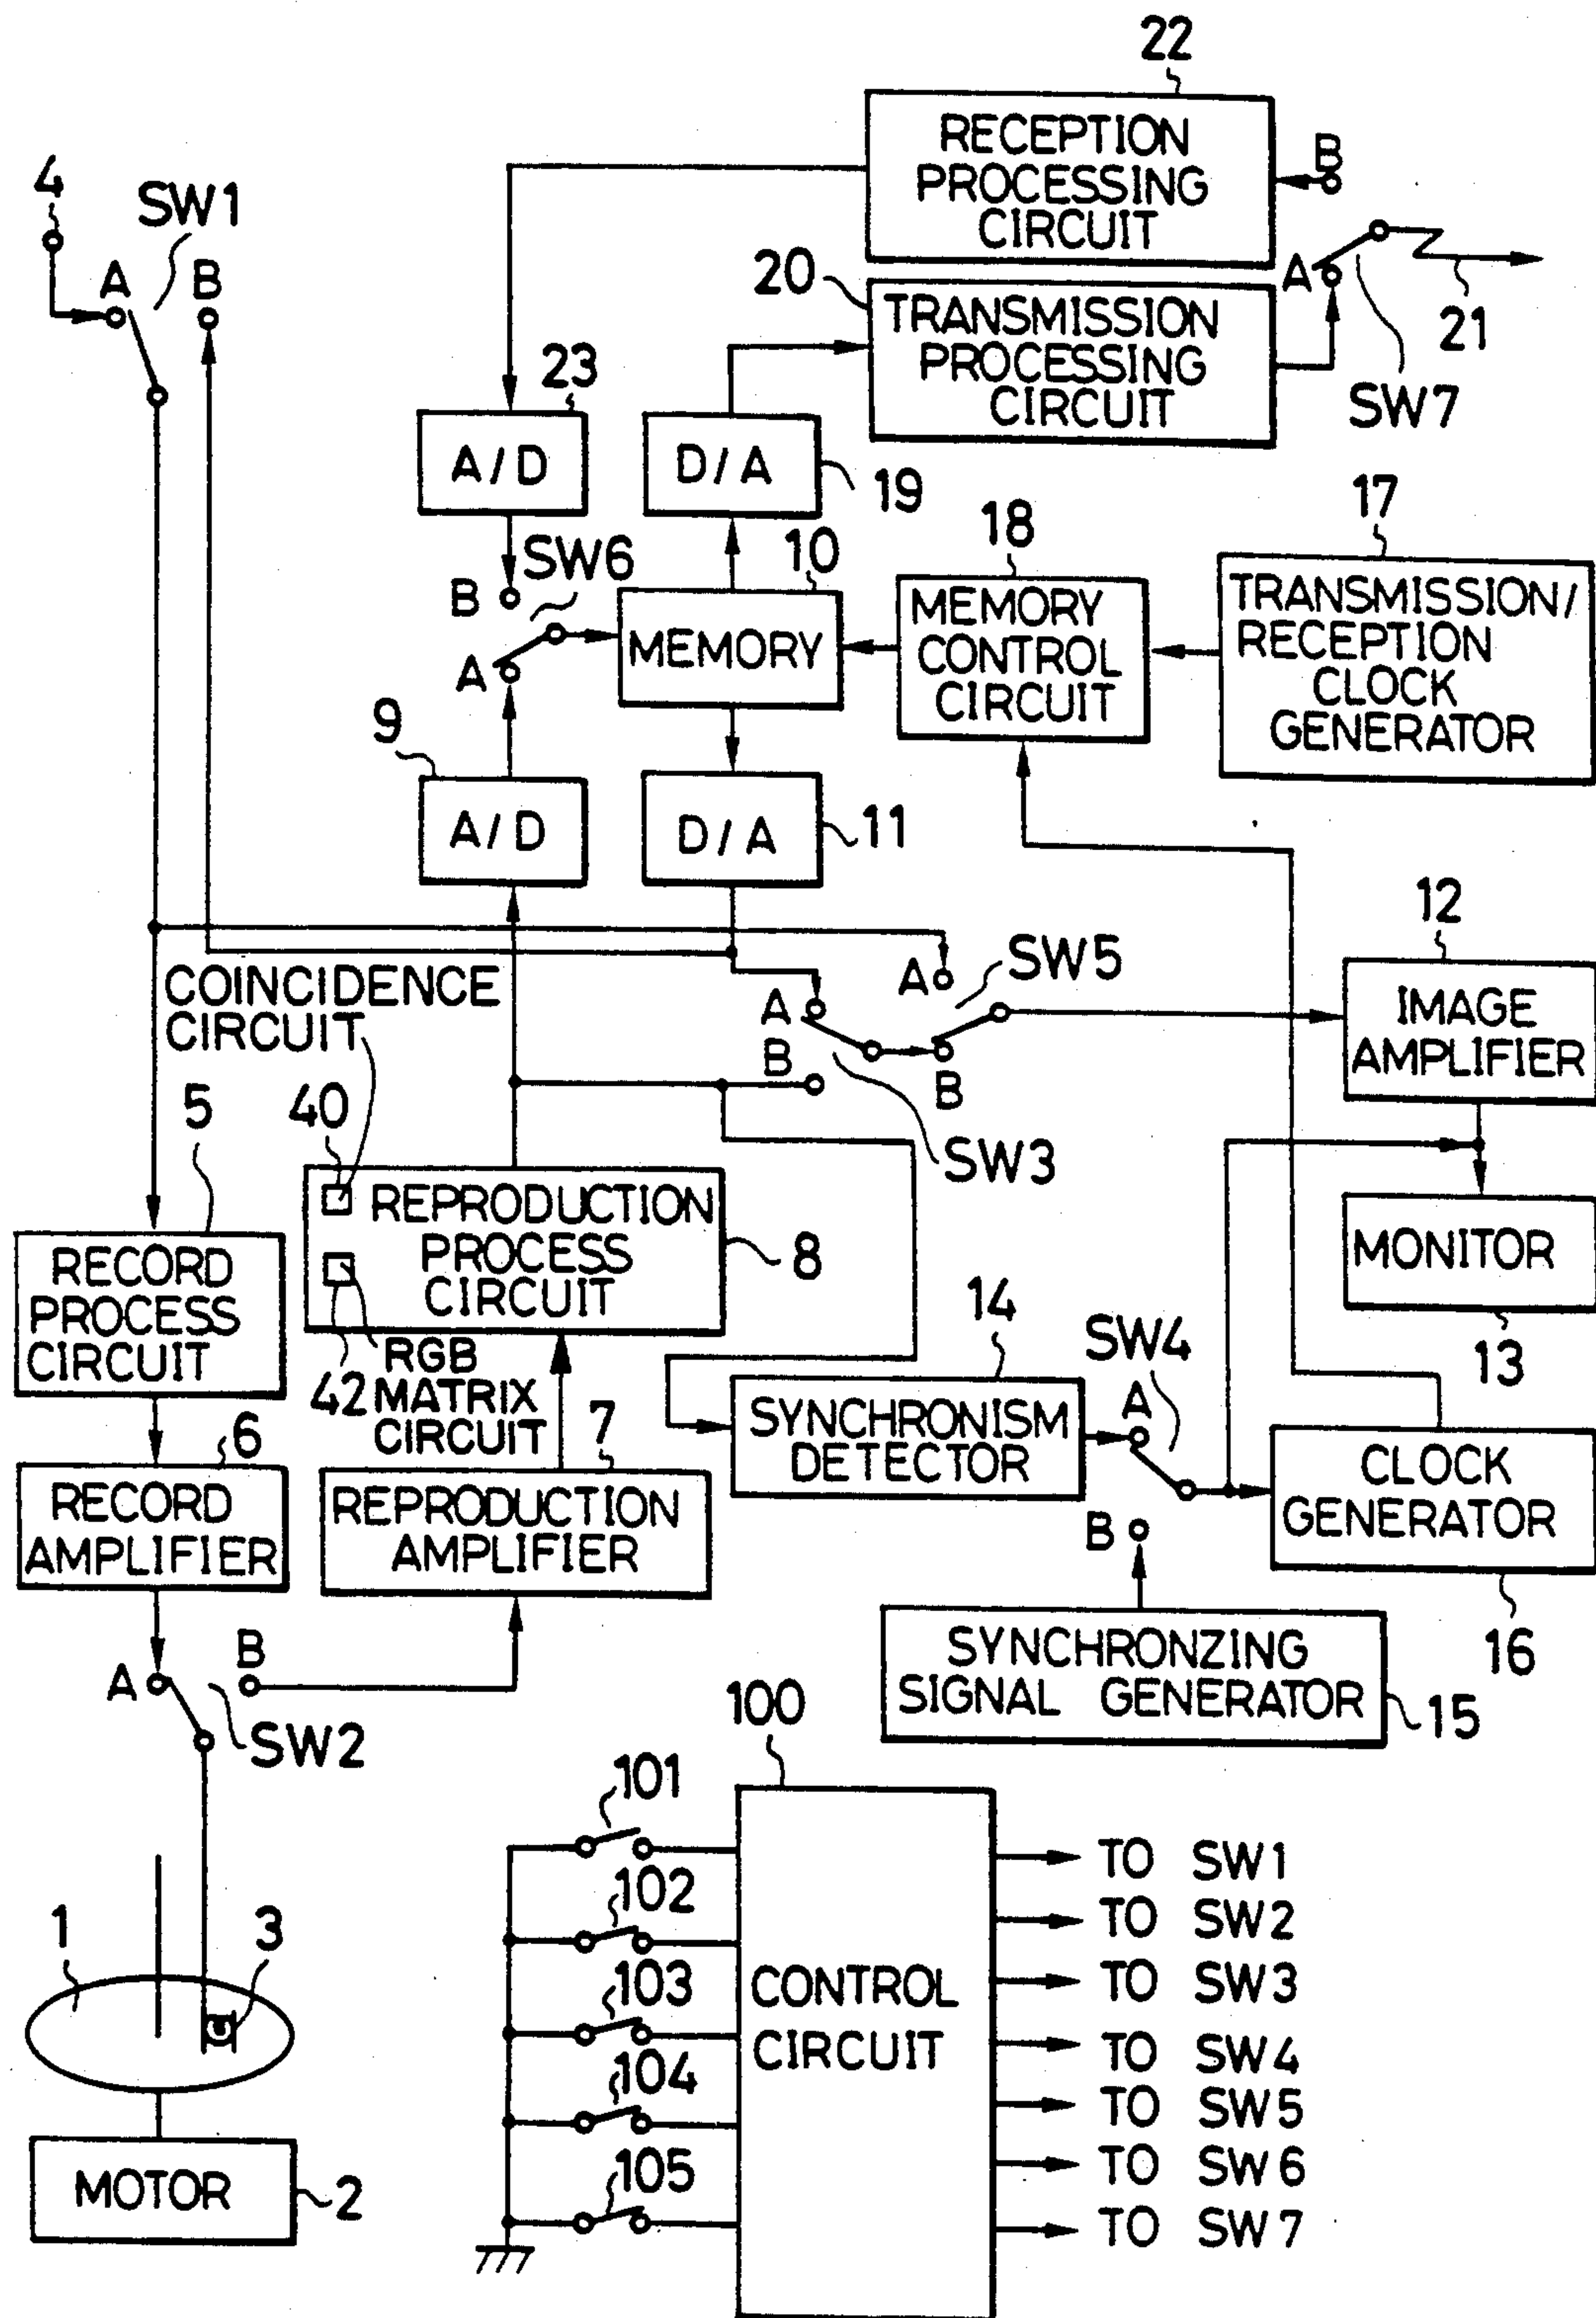 22
RECEPTION
PROCESSING
CIRCUIT
B
4
SW1
A
B
20
TRANSMISSION
PROCESSING
CIRCUIT
A
21
SW7
23
A/D
D/A
19
17
18
10
SW6
B
A
MEMORY
MEMORY
CONTROL
CIRCUIT
TRANSMISSION/
RECEPTION
CLOCK
GENERATOR
9
A/D
D/A
11
12
COINCIDENCE
CIRCUIT
A
SW5
A
B
B
IMAGE
AMPLIFIER
5
40
SW3
REPRODUCTION
PROCESS
CIRCUIT
8
MONITOR
13
RECORD
PROCESS
CIRCUIT
42
RGB
MATRIX
CIRCUIT
14
SW4
SYNCHRONISM
DETECTOR
A
B
CLOCK
GENERATOR
16
6
RECORD
AMPLIFIER
7
REPRODUCTION
AMPLIFIER
SYNCHRONZING
SIGNAL GENERATOR
15
A
B
SW2
100
101
102
103
104
105
CONTROL
CIRCUIT
TO SW1
TO SW2
TO SW3
TO SW4
TO SW5
TO SW6
TO SW7
1
3
MOTOR
2